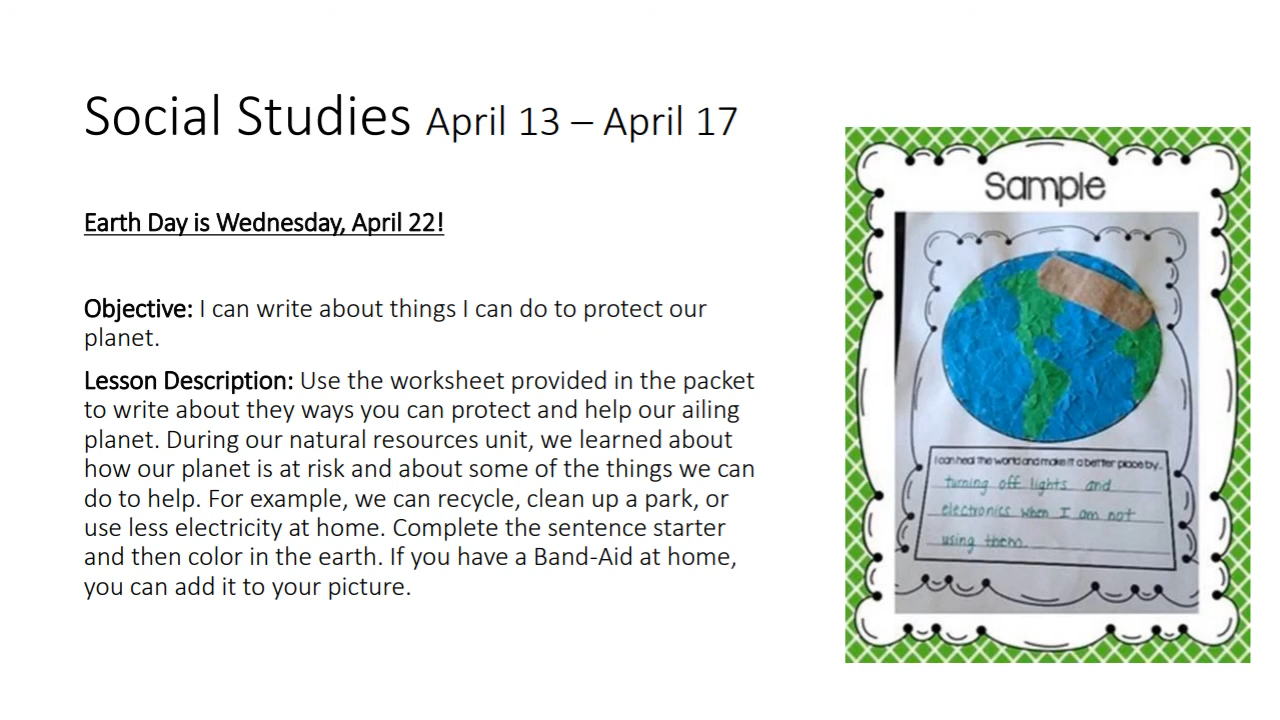 Social Studies April 13 – April 17
Earth Day is Wednesday, April 22!
Objective: I can write about things I can do to protect our
planet.
Lesson Description: Use the worksheet provided in the packet
to write about they ways you can protect and help our ailing
planet. During our natural resources unit, we learned about
how our planet is at risk and about some of the things we can
do to help. For example, we can recycle, clean up a park, or
use less electricity at home. Complete the sentence starter
and then color in the earth. If you have a Band-Aid at home,
you can add it to your picture.
Sample
I can heal the world and make it a better place by...
turning off lights and
electronics when I am not
using them.